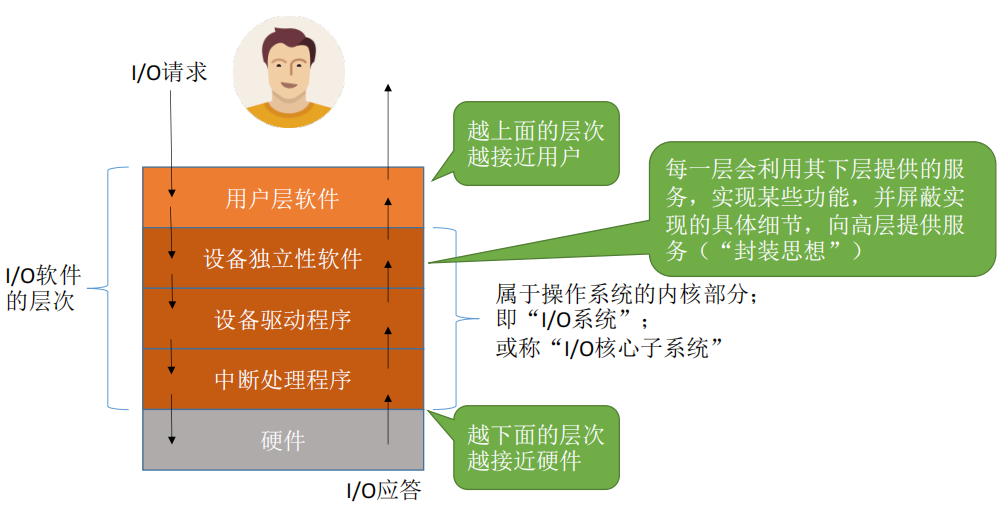 I/O请求
越上面的层次
越接近用户
每一层会利用其下层提供的服
务，实现某些功能，并屏蔽实
现的具体细节，向高层提供服
务（“封装思想”）
用户层软件
设备独立性软件
设备驱动程序
中断处理程序
硬件
I/O软件
的层次
属于操作系统的内核部分；
即“I/O系统”；
或称“I/O核心子系统”
越下面的层次
越接近硬件
I/O应答